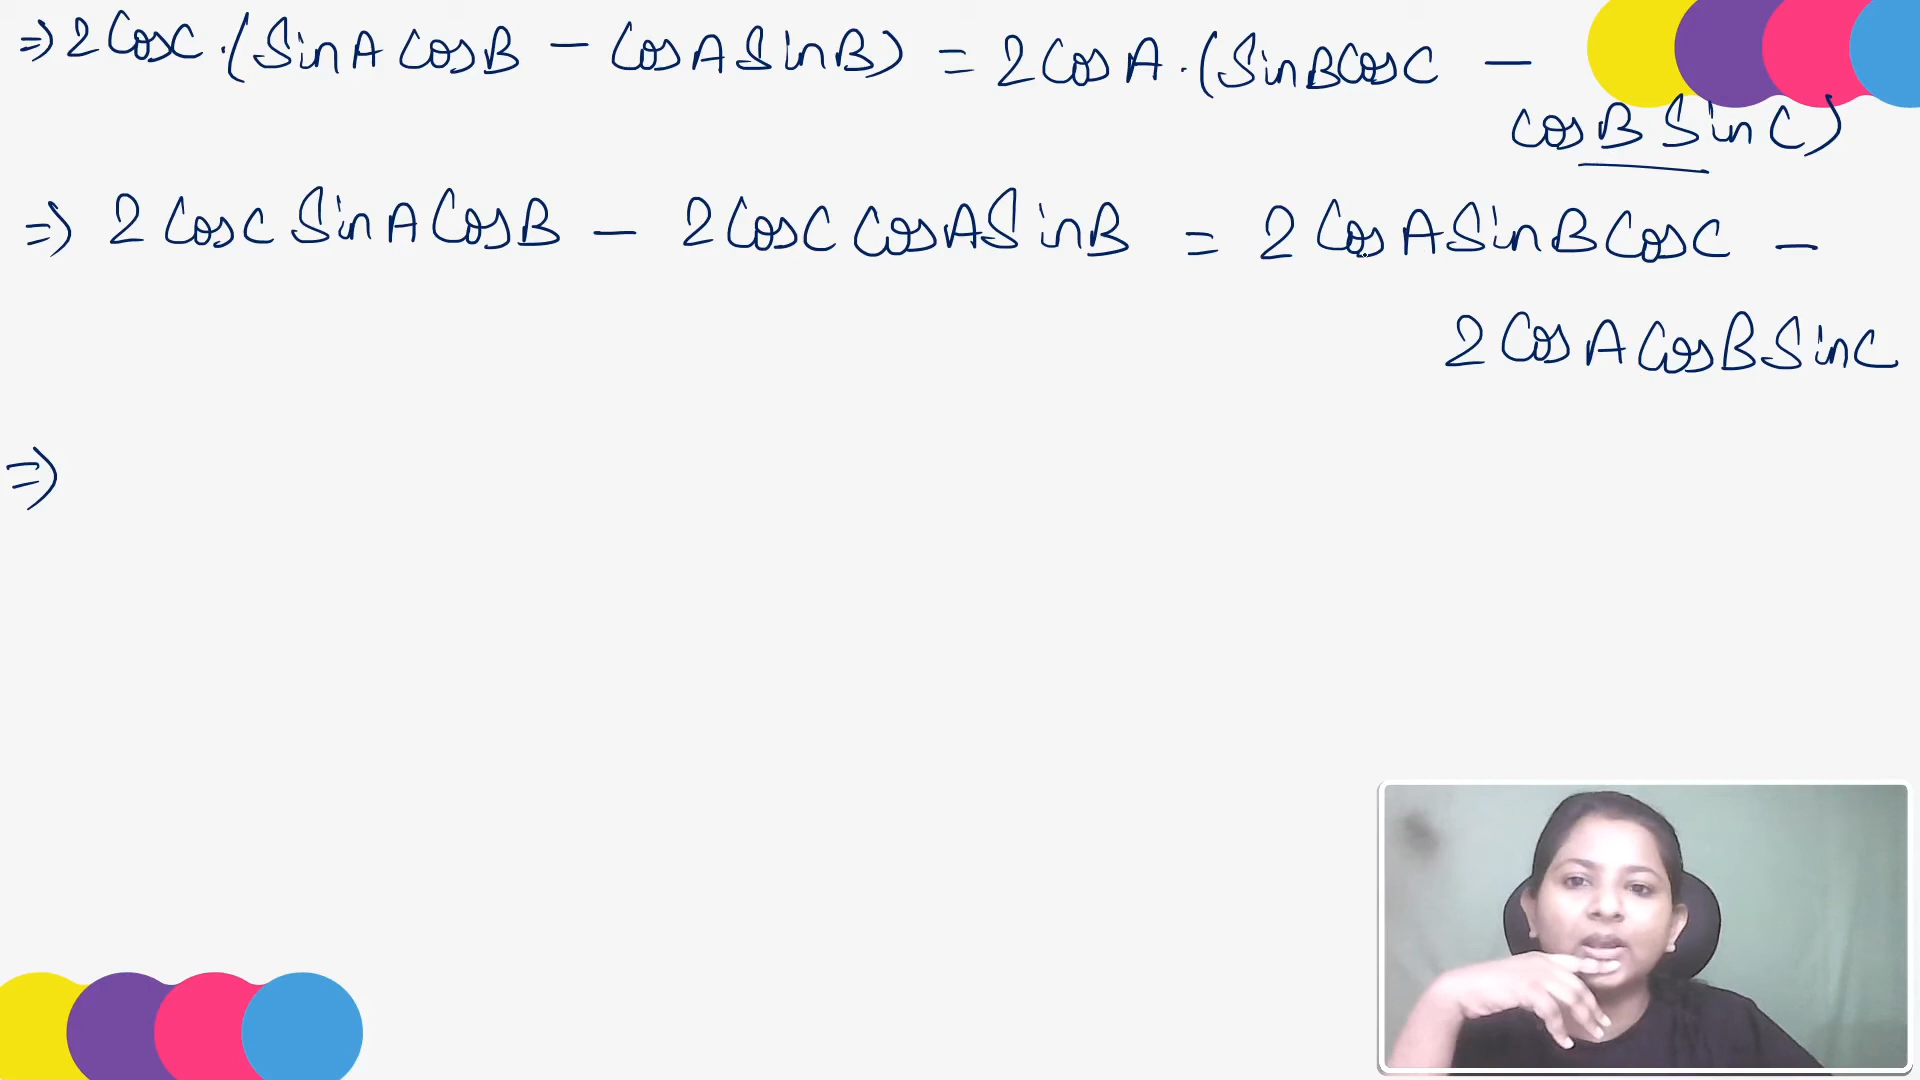 ⇒ 2 Cos C . (Sin A Cos B − Cos A Sin B) = 2 Cos A . (Sin B Cos C −
Cos B Sin C)
⇒ 2 Cos C Sin A Cos B − 2 Cos C Cos A Sin B = 2 Cos A Sin B Cos C −
2 Cos A Cos B Sin C
⇒